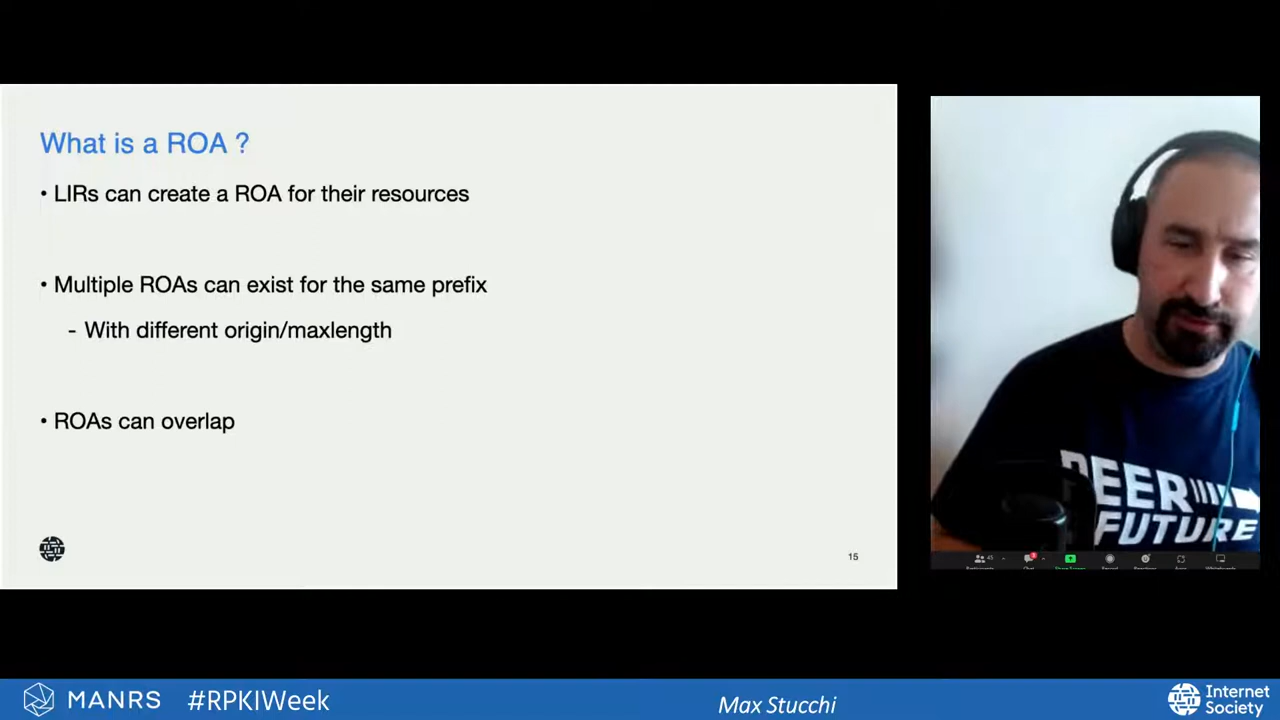 What is a ROA ?
• LIRs can create a ROA for their resources
• Multiple ROAs can exist for the same prefix
- With different origin/maxlength
• ROAs can overlap
15
PEER
FUTURE
45
MANRS
#RPKIWeek
Max Stucchi
Internet
Society